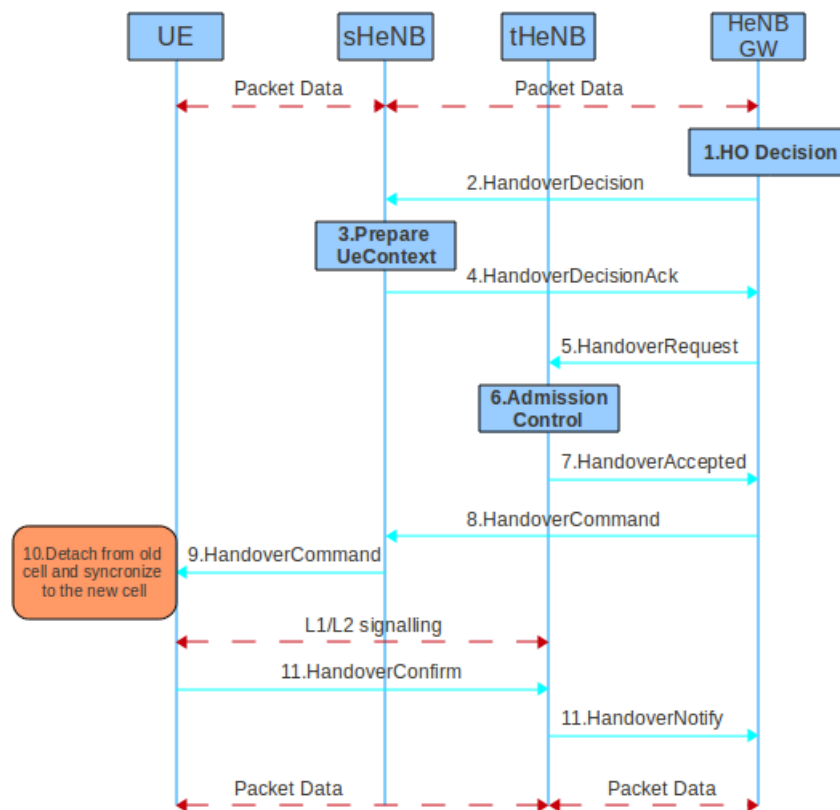 UE
sHeNB
tHeNB
HeNB
GW
Packet Data
Packet Data
1.HO Decision
2.HandoverDecision
3.Prepare
UeContext
4.HandoverDecisionAck
5.HandoverRequest
6.Admission
Control
7.HandoverAccepted
8.HandoverCommand
9.HandoverCommand
10.Detach from old
cell and syncronize
to the new cell
L1/L2 signalling
11.HandoverConfirm
11.HandoverNotify
Packet Data
Packet Data